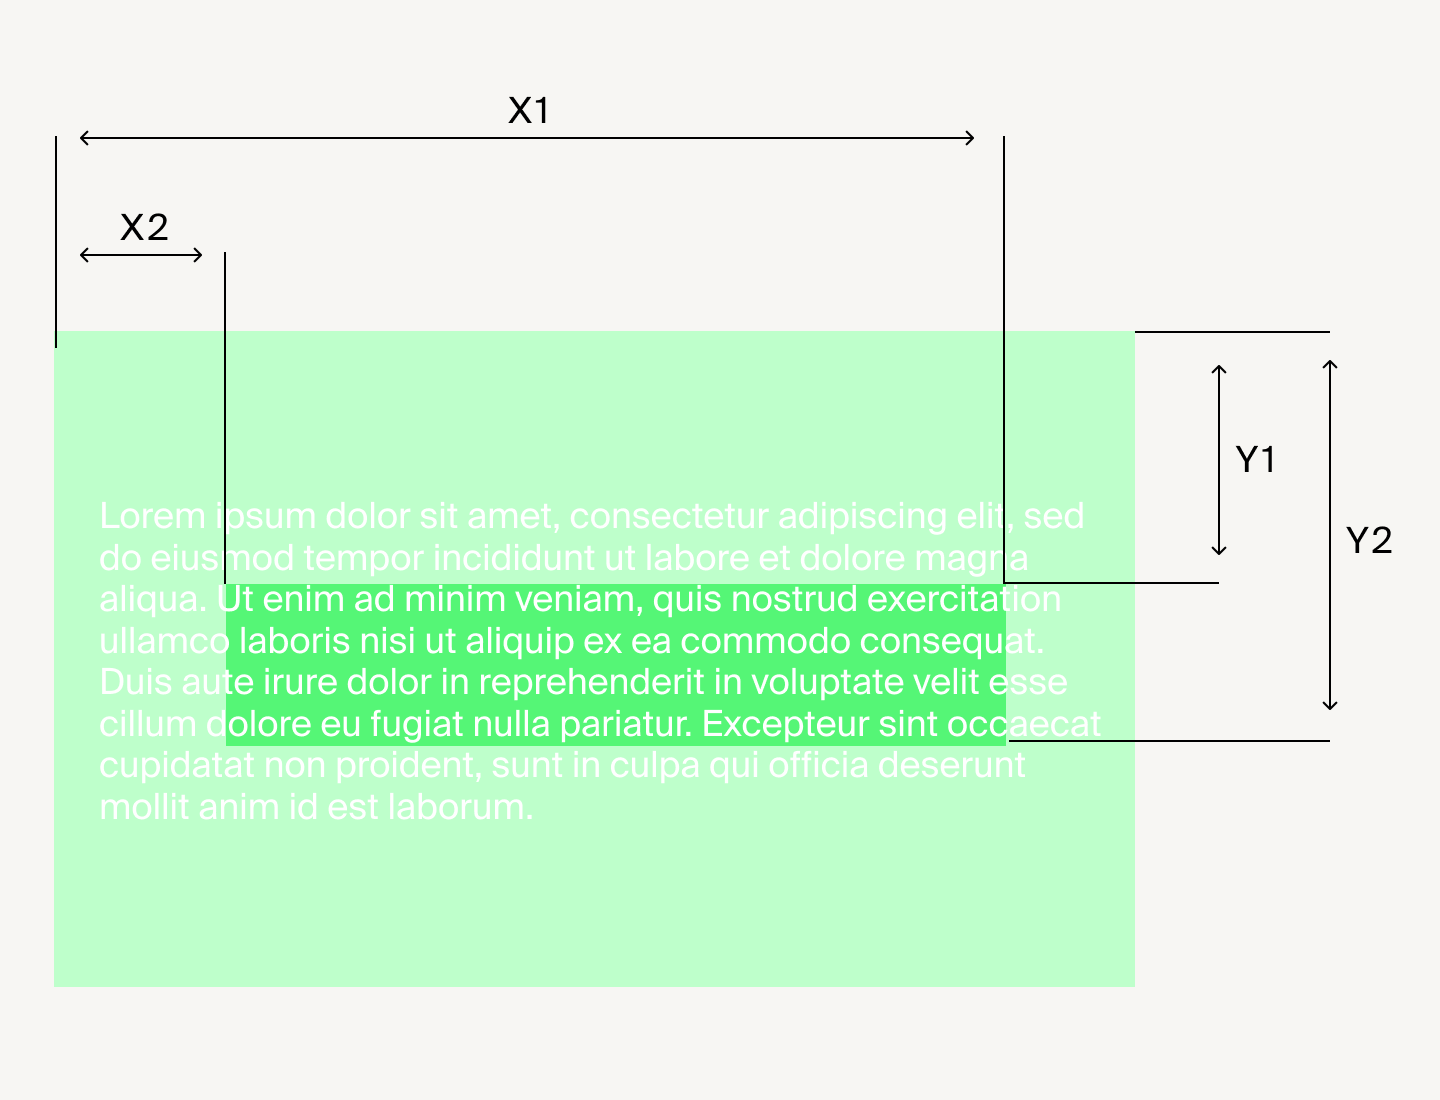 X1
X2
Y1
Y2
Lorem ipsum dolor sit amet, consectetur adipiscing elit, sed
do eiusmod tempor incididunt ut labore et dolore magna
aliqua. Ut enim ad minim veniam, quis nostrud exercitation
ullamco laboris nisi ut aliquip ex ea commodo consequat.
Duis aute irure dolor in reprehenderit in voluptate velit esse
cillum dolore eu fugiat nulla pariatur. Excepteur sint occaecat
cupidatat non proident, sunt in culpa qui officia deserunt
mollit anim id est laborum.